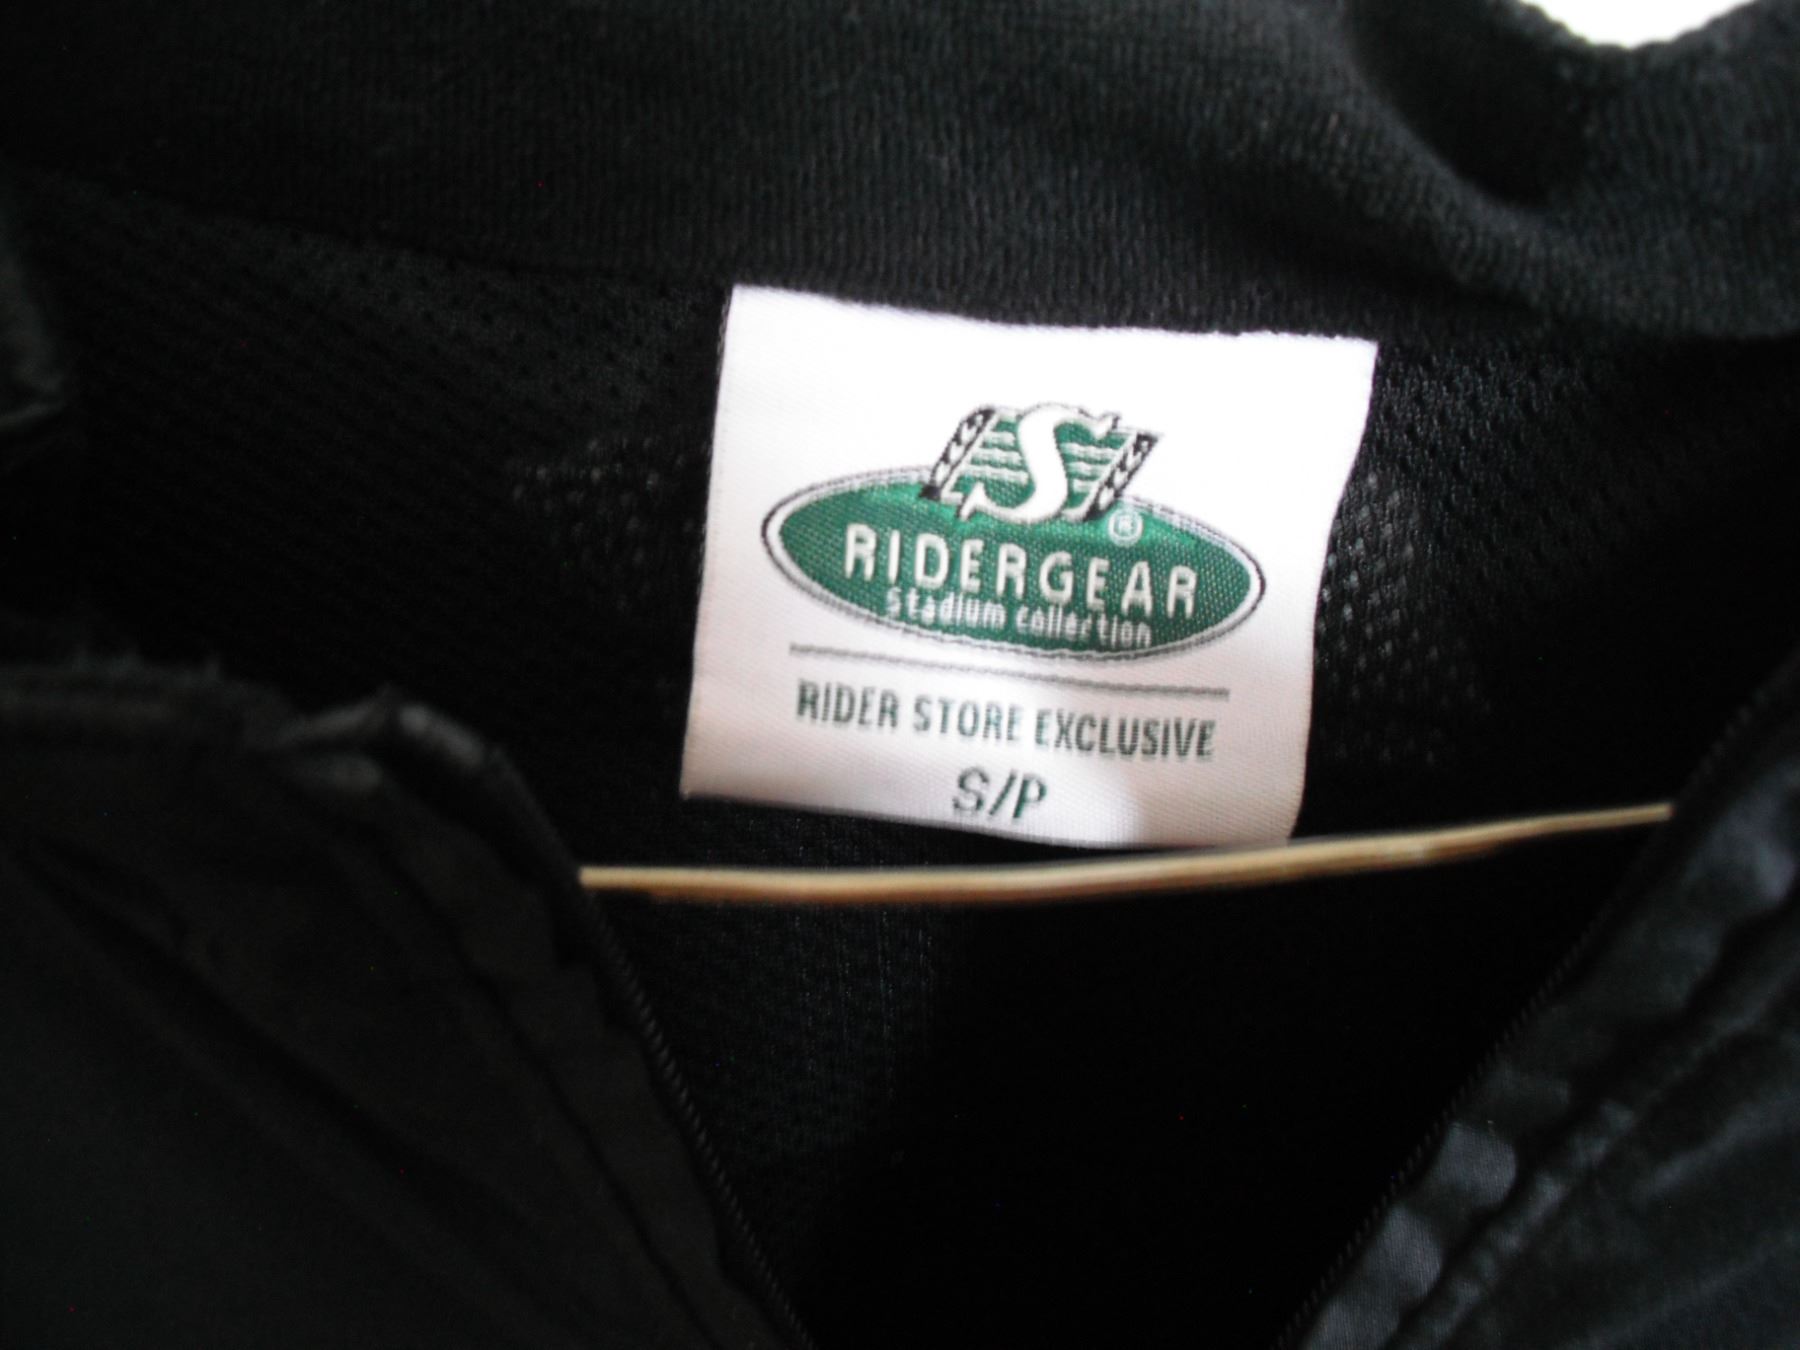 S
®
RIDERGEAR
stadium collection
RIDER STORE EXCLUSIVE
S/P